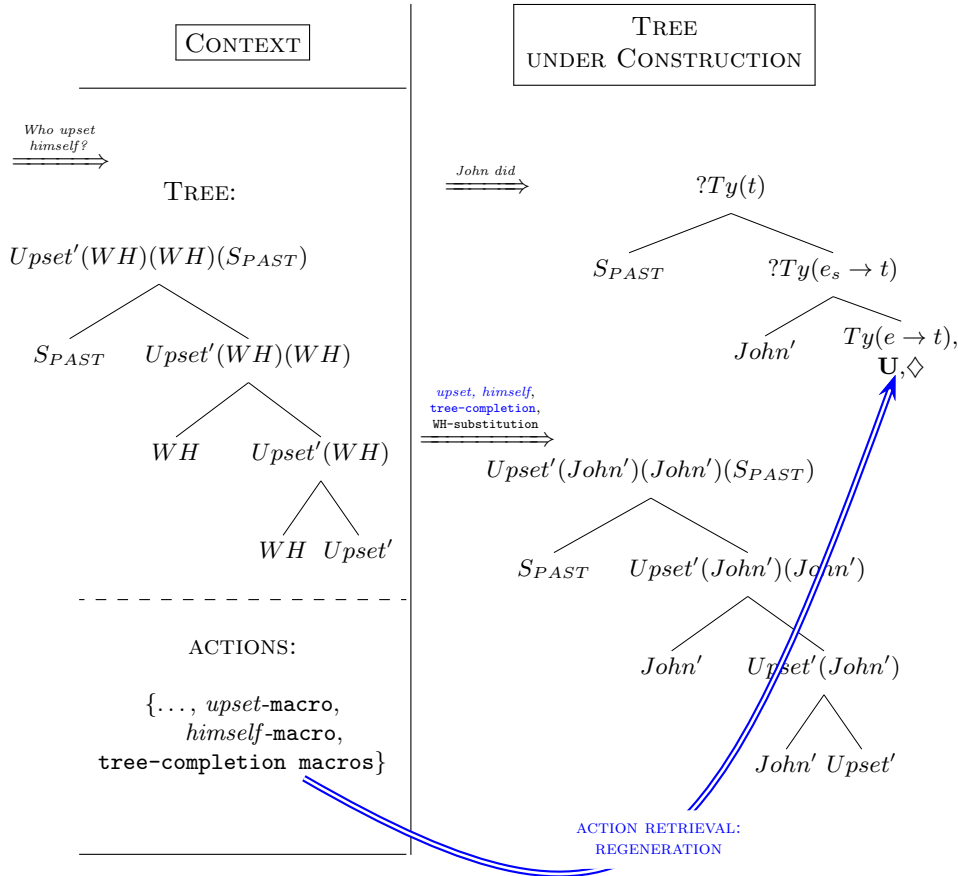 CONTEXT
Who upset
himself?
TREE:
Upset′(WH)(WH)(S_PAST)
S_PAST Upset′(WH)(WH)
WH Upset′(WH)
WH Upset′
ACTIONS:
{..., upset-macro,
himself-macro,
tree-completion macros}
TREE
UNDER CONSTRUCTION
John did
?Ty(t)
S_PAST ?Ty(e_s → t)
John′ Ty(e → t),
U,◇
upset, himself,
tree-completion,
WH-substitution
Upset′(John′)(John′)(S_PAST)
S_PAST Upset′(John′)(John′)
John′ Upset′(John′)
John′ Upset′
ACTION RETRIEVAL:
REGENERATION